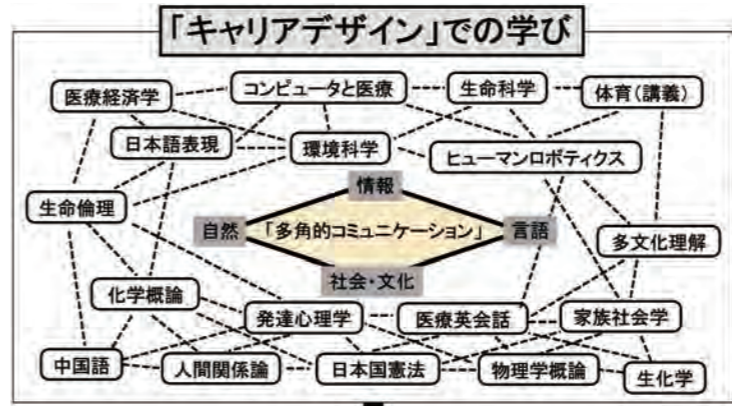 「キャリアデザイン」での学び
医療経済学
コンピュータと医療
生命科学
体育(講義)
日本語表現
環境科学
ヒューマンロボティクス
情報
生命倫理
自然
「多角的コミュニケーション」
言語
多文化理解
社会・文化
化学概論
発達心理学
医療英会話
家族社会学
中国語
人間関係論
日本国憲法
物理学概論
生化学